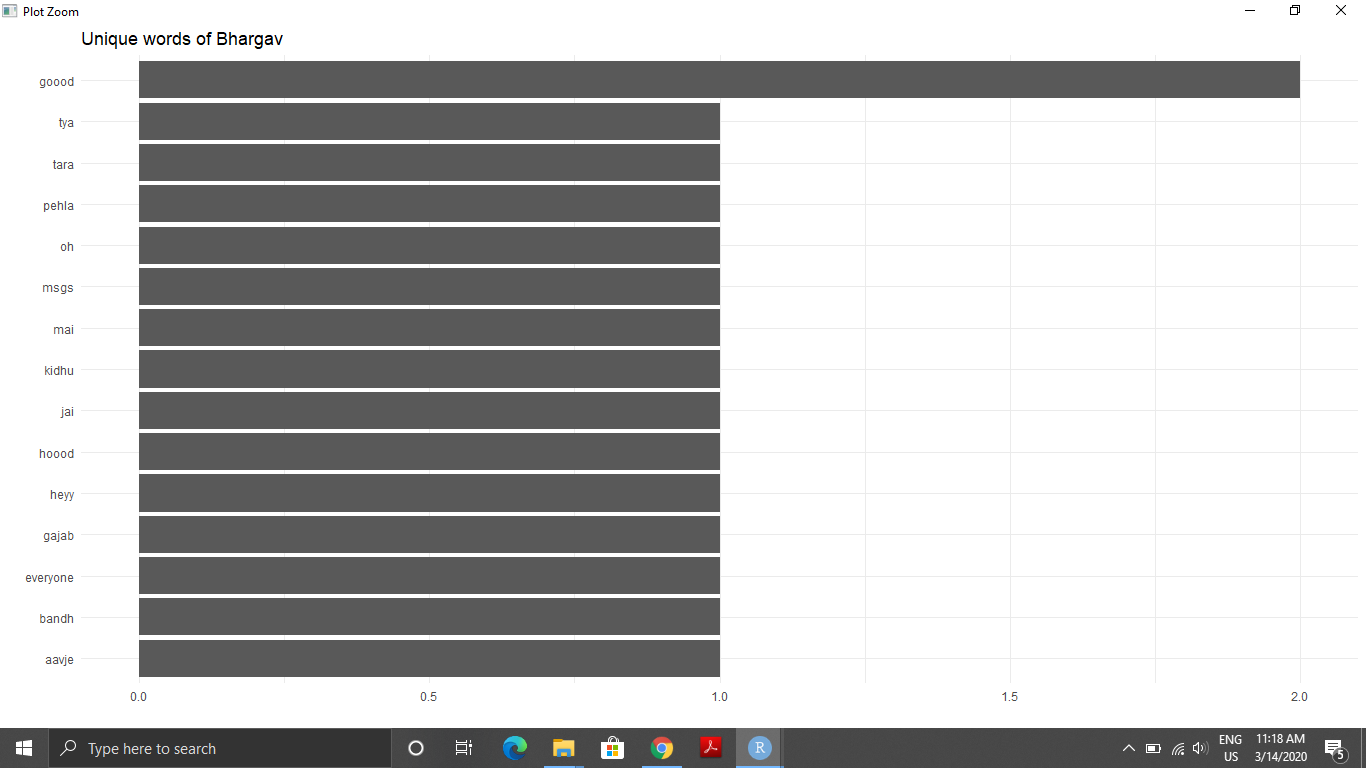 Plot Zoom
Unique words of Bhargav
goood
tya
tara
pehla
oh
msgs
mai
kidhu
jai
hoood
heyy
gajab
everyone
bandh
aavje
0.0 0.5 1.0 1.5 2.0
Type here to search
R
ENG
US
11:18 AM
3/14/2020
5